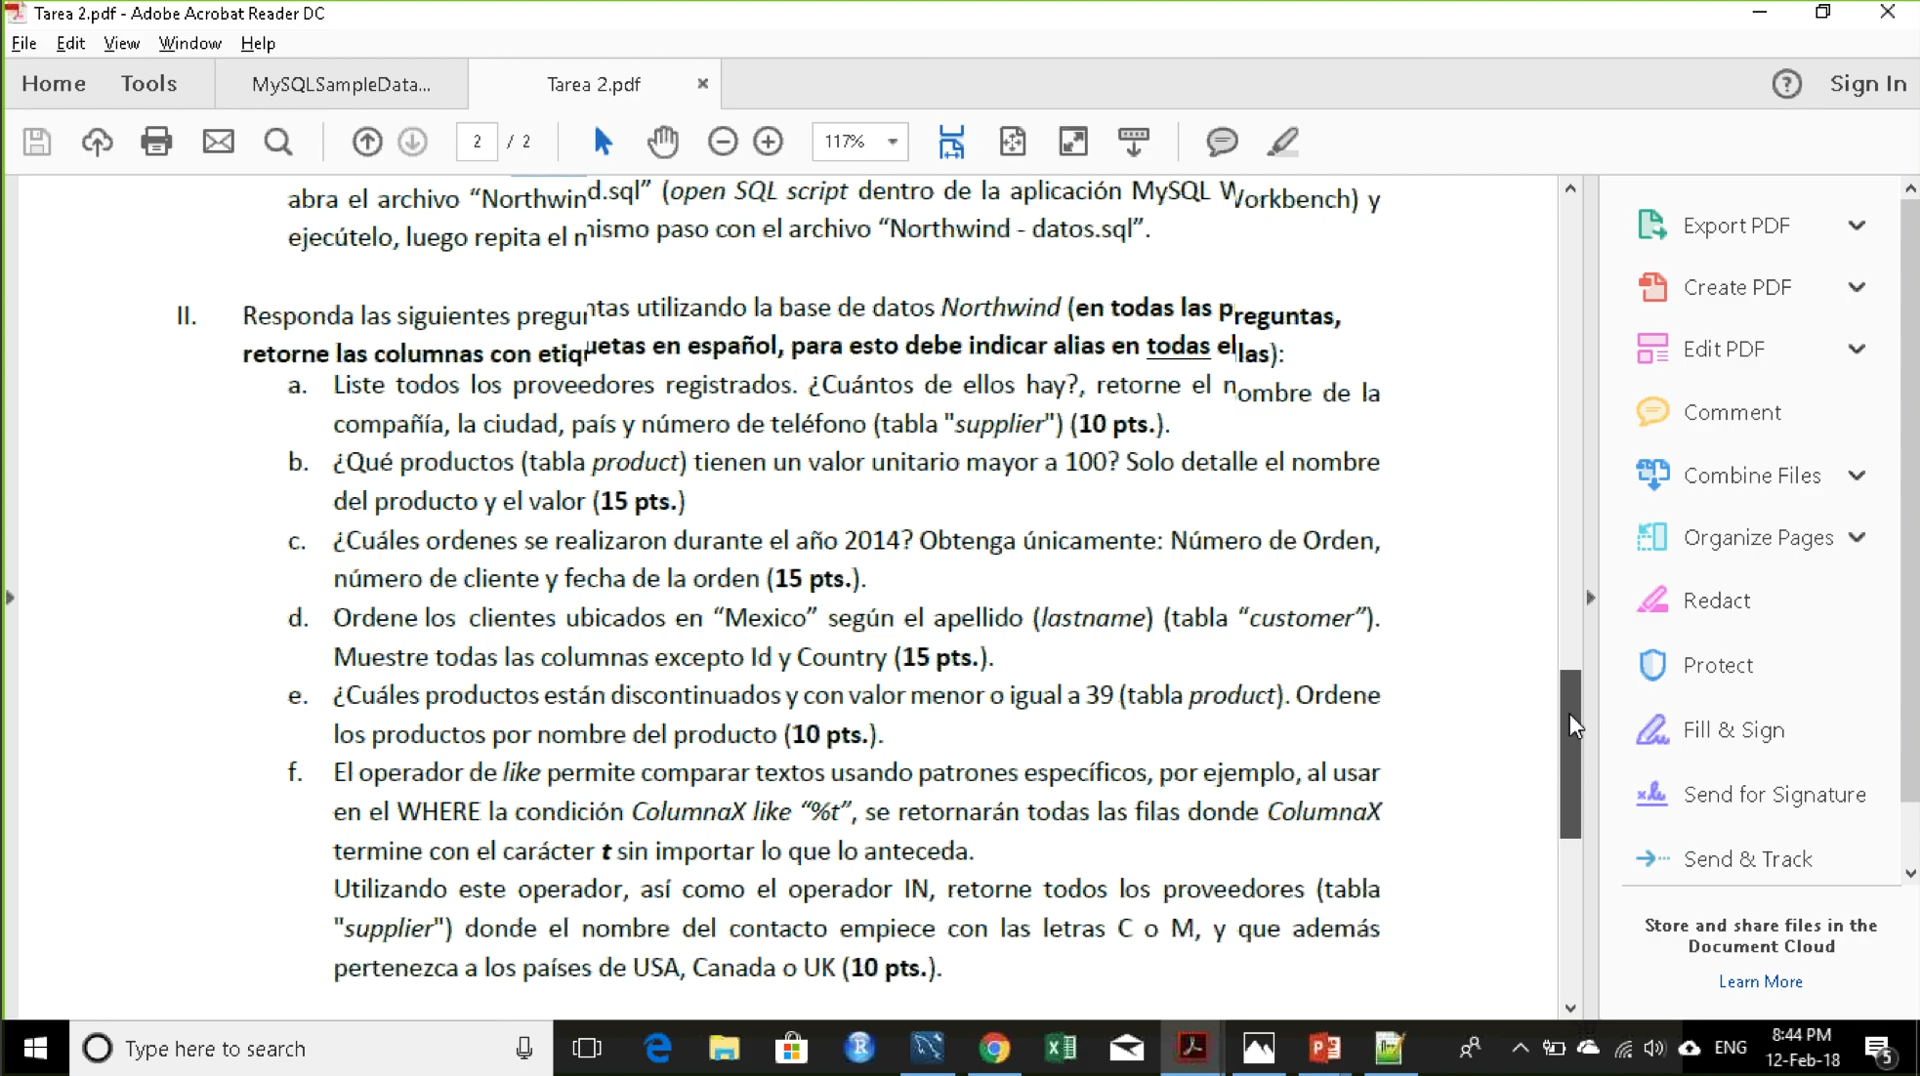 Tarea 2.pdf - Adobe Acrobat Reader DC
File Edit View Window Help
Home Tools MySQLSampleData... Tarea 2.pdf × ? Sign In
2 / 2 117%
abra el archivo “Northwind.sql” (open SQL script dentro de la aplicación MySQL Workbench) y
ejecútelo, luego repita el mismo paso con el archivo “Northwind - datos.sql”.
II. Responda las siguientes preguntas utilizando la base de datos Northwind (en todas las preguntas,
retorne las columnas con etiquetas en español, para esto debe indicar alias en todas ellas):
a. Liste todos los proveedores registrados. ¿Cuántos de ellos hay?, retorne el nombre de la
compañía, la ciudad, país y número de teléfono (tabla "supplier") (10 pts.).
b. ¿Qué productos (tabla product) tienen un valor unitario mayor a 100? Solo detalle el nombre
del producto y el valor (15 pts.)
c. ¿Cuáles ordenes se realizaron durante el año 2014? Obtenga únicamente: Número de Orden,
número de cliente y fecha de la orden (15 pts.).
d. Ordene los clientes ubicados en “Mexico” según el apellido (lastname) (tabla “customer”).
Muestre todas las columnas excepto Id y Country (15 pts.).
e. ¿Cuáles productos están discontinuados y con valor menor o igual a 39 (tabla product). Ordene
los productos por nombre del producto (10 pts.).
f. El operador de like permite comparar textos usando patrones específicos, por ejemplo, al usar
en el WHERE la condición ColumnaX like “%t”, se retornarán todas las filas donde ColumnaX
termine con el carácter t sin importar lo que lo anteceda.
Utilizando este operador, así como el operador IN, retorne todos los proveedores (tabla
"supplier") donde el nombre del contacto empiece con las letras C o M, y que además
pertenezca a los países de USA, Canada o UK (10 pts.).
Export PDF
Create PDF
Edit PDF
Comment
Combine Files
Organize Pages
Redact
Protect
Fill & Sign
Send for Signature
Send & Track
Store and share files in the
Document Cloud
Learn More
Type here to search
ENG
8:44 PM
12-Feb-18
5